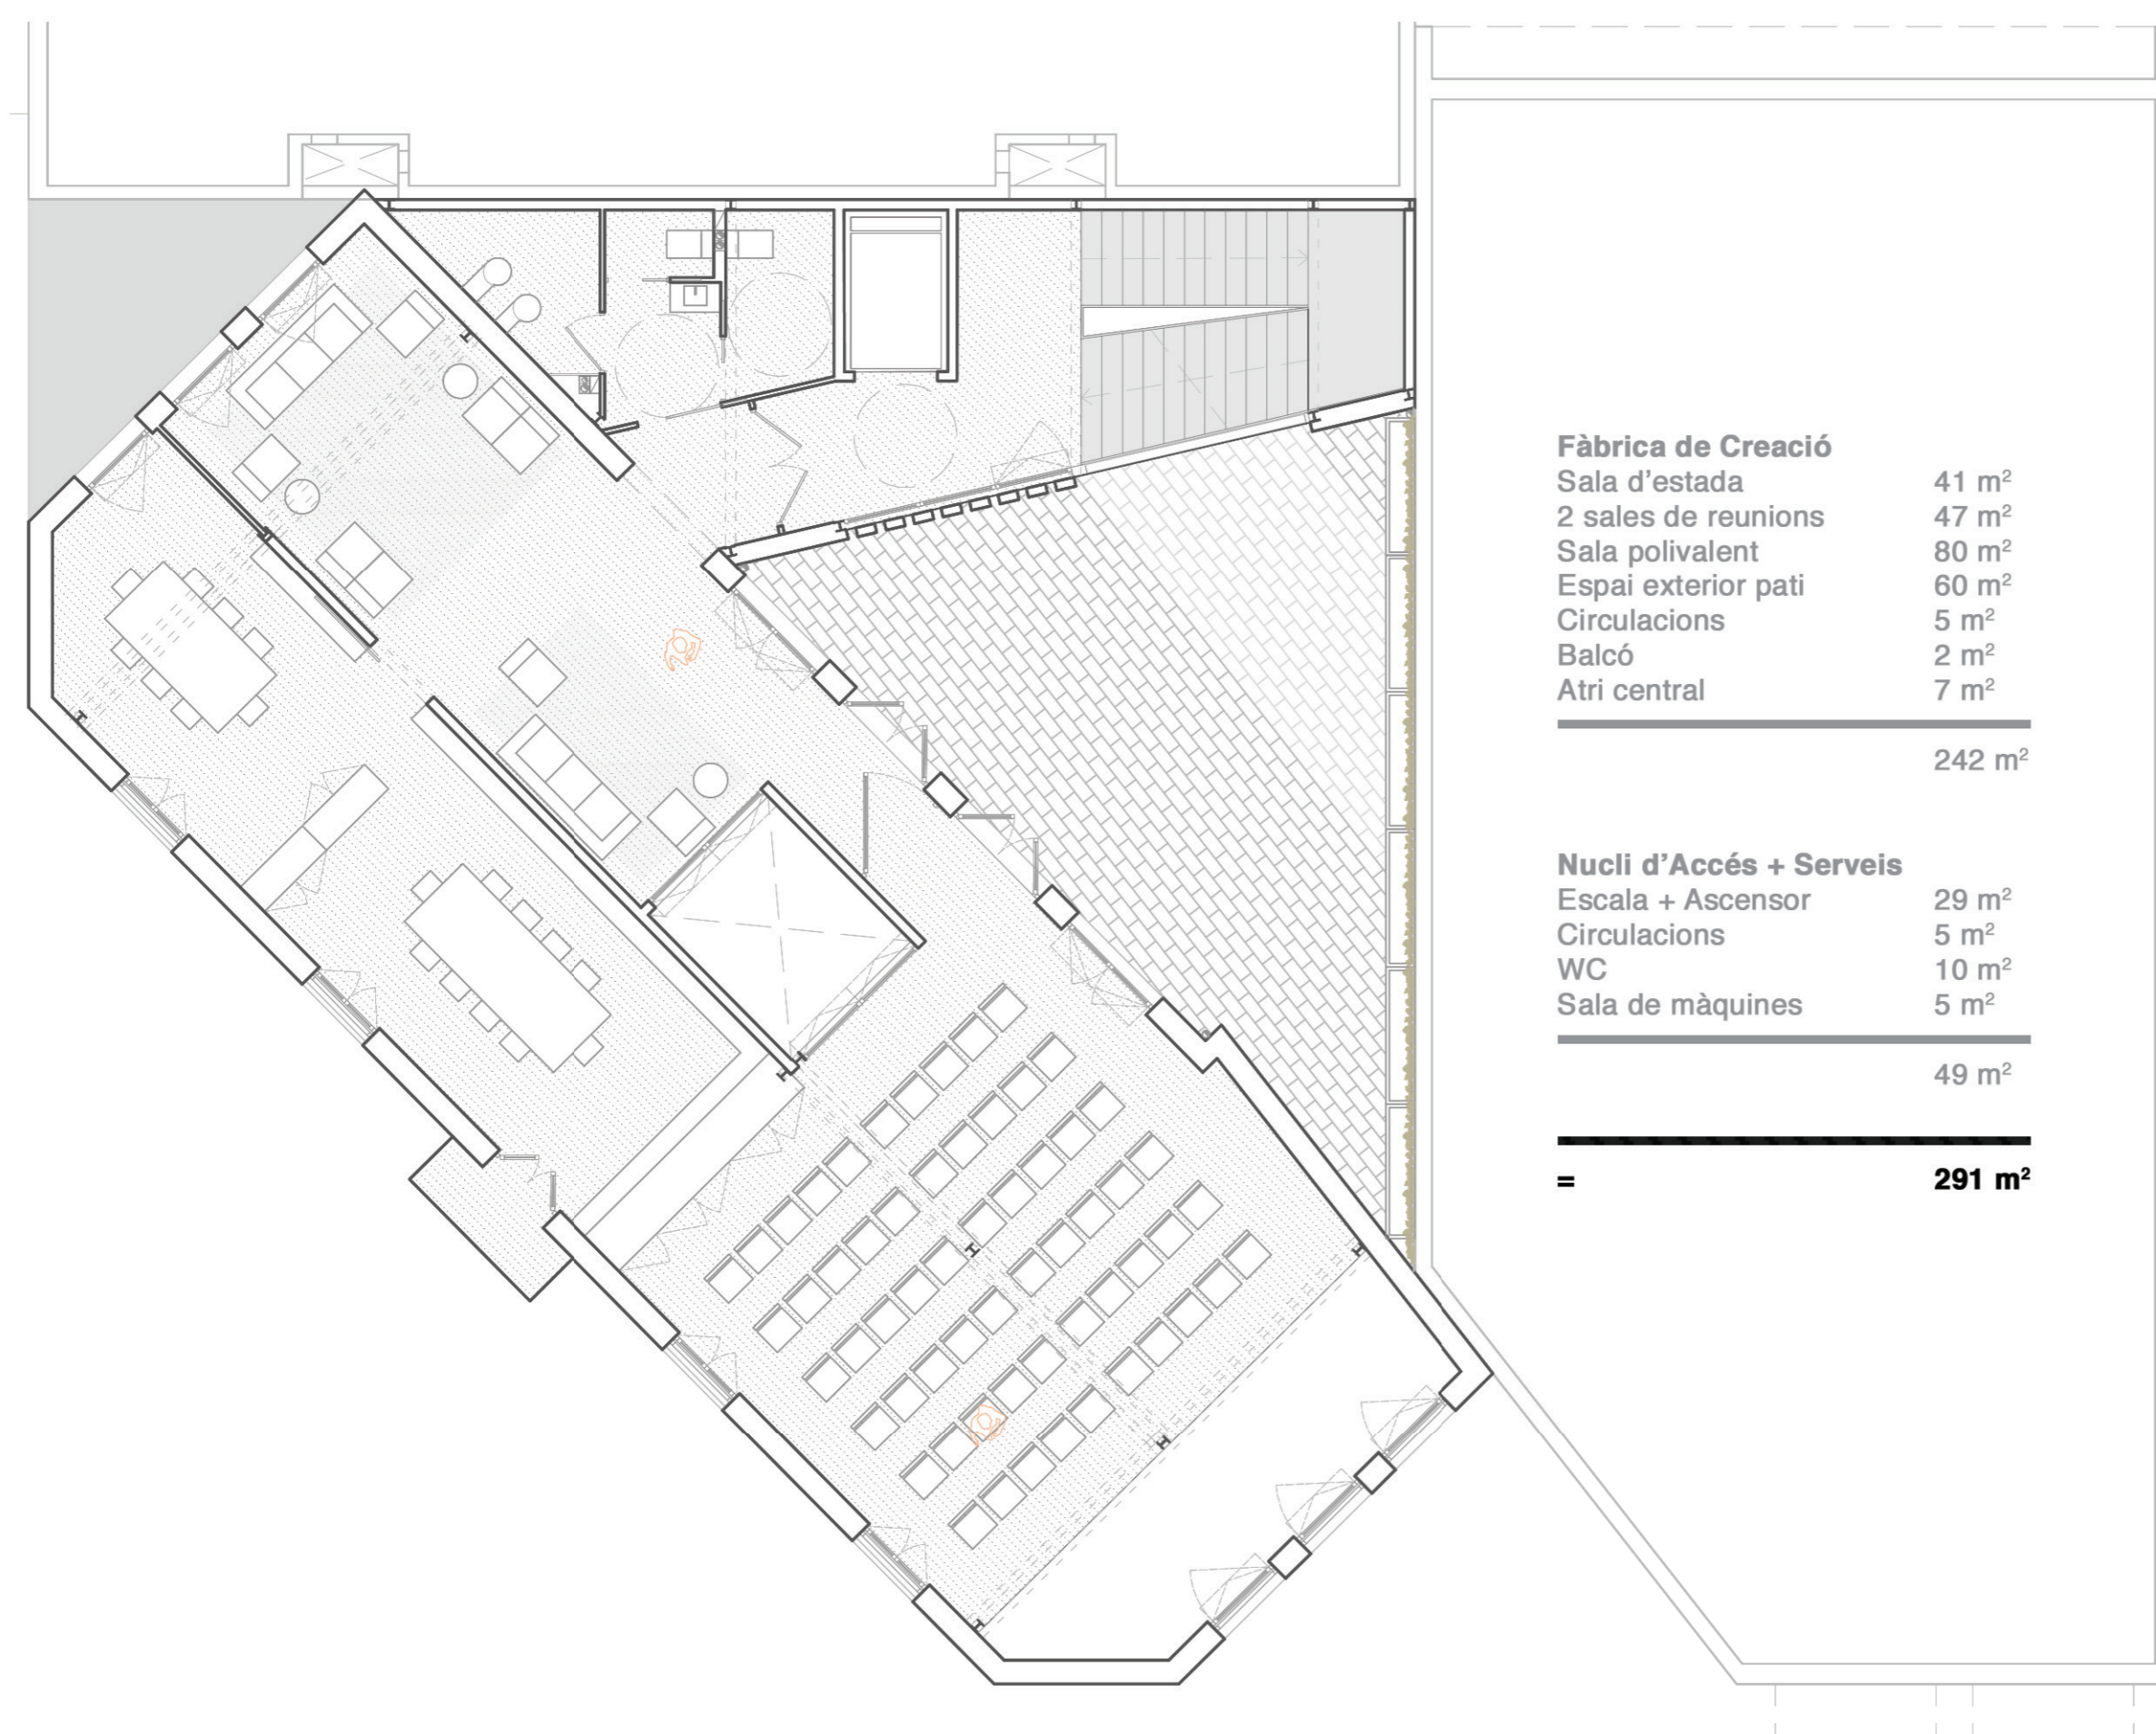 Fàbrica de Creació
Sala d’estada 41 m²
2 sales de reunions 47 m²
Sala polivalent 80 m²
Espai exterior pati 60 m²
Circulacions 5 m²
Balcó 2 m²
Atri central 7 m²
242 m²
Nucli d’Accés + Serveis
Escala + Ascensor 29 m²
Circulacions 5 m²
WC 10 m²
Sala de màquines 5 m²
49 m²
= 291 m²